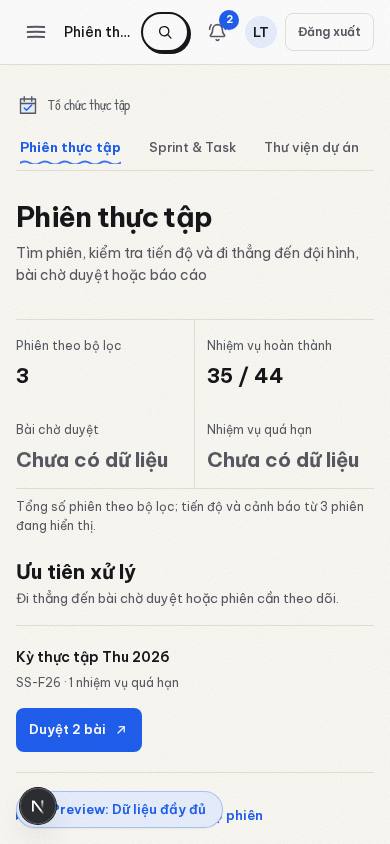 Phiên th...
2
LT
Đăng xuất
Tổ chức thực tập
Phiên thực tập
Sprint & Task
Thư viện dự án
Phiên thực tập
Tìm phiên, kiểm tra tiến độ và đi thẳng đến đội hình,
bài chờ duyệt hoặc báo cáo
Phiên theo bộ lọc
3
Nhiệm vụ hoàn thành
35 / 44
Bài chờ duyệt
Chưa có dữ liệu
Nhiệm vụ quá hạn
Chưa có dữ liệu
Tổng số phiên theo bộ lọc; tiến độ và cảnh báo từ 3 phiên
đang hiển thị.
Ưu tiên xử lý
Đi thẳng đến bài chờ duyệt hoặc phiên cần theo dõi.
Kỳ thực tập Thu 2026
SS-F26 · 1 nhiệm vụ quá hạn
Duyệt 2 bài
N
Preview: Dữ liệu đầy đủ
phiên